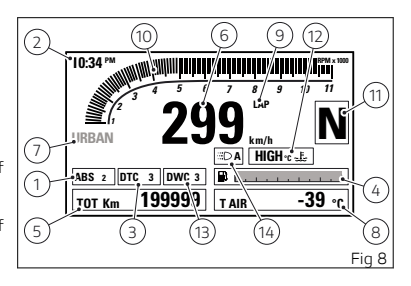 2
10
6
9
12
10:34 PM
RPM x 1000
1 2 3 4 5 6 7 8 9 10 11
LAP
299
km/h
N
11
URBAN
7
A
HIGH °C
f
1
ABS 2
DTC 3
DWC 3
4
5
TOT Km 199999
T AIR -39 °C
f
3
13
14
8
Fig 8